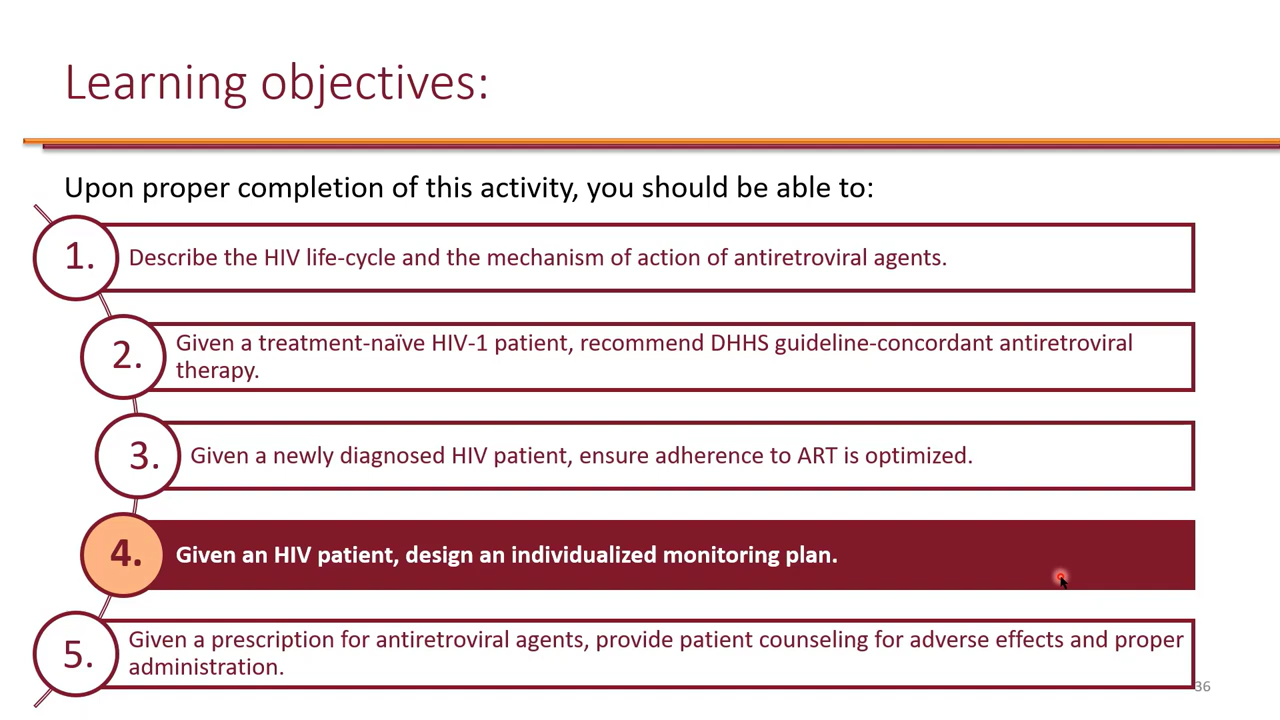 Learning objectives:
Upon proper completion of this activity, you should be able to:
1.
Describe the HIV life-cycle and the mechanism of action of antiretroviral agents.
2.
Given a treatment-naïve HIV-1 patient, recommend DHHS guideline-concordant antiretroviral
therapy.
3.
Given a newly diagnosed HIV patient, ensure adherence to ART is optimized.
4.
Given an HIV patient, design an individualized monitoring plan.
5.
Given a prescription for antiretroviral agents, provide patient counseling for adverse effects and proper
administration.
36